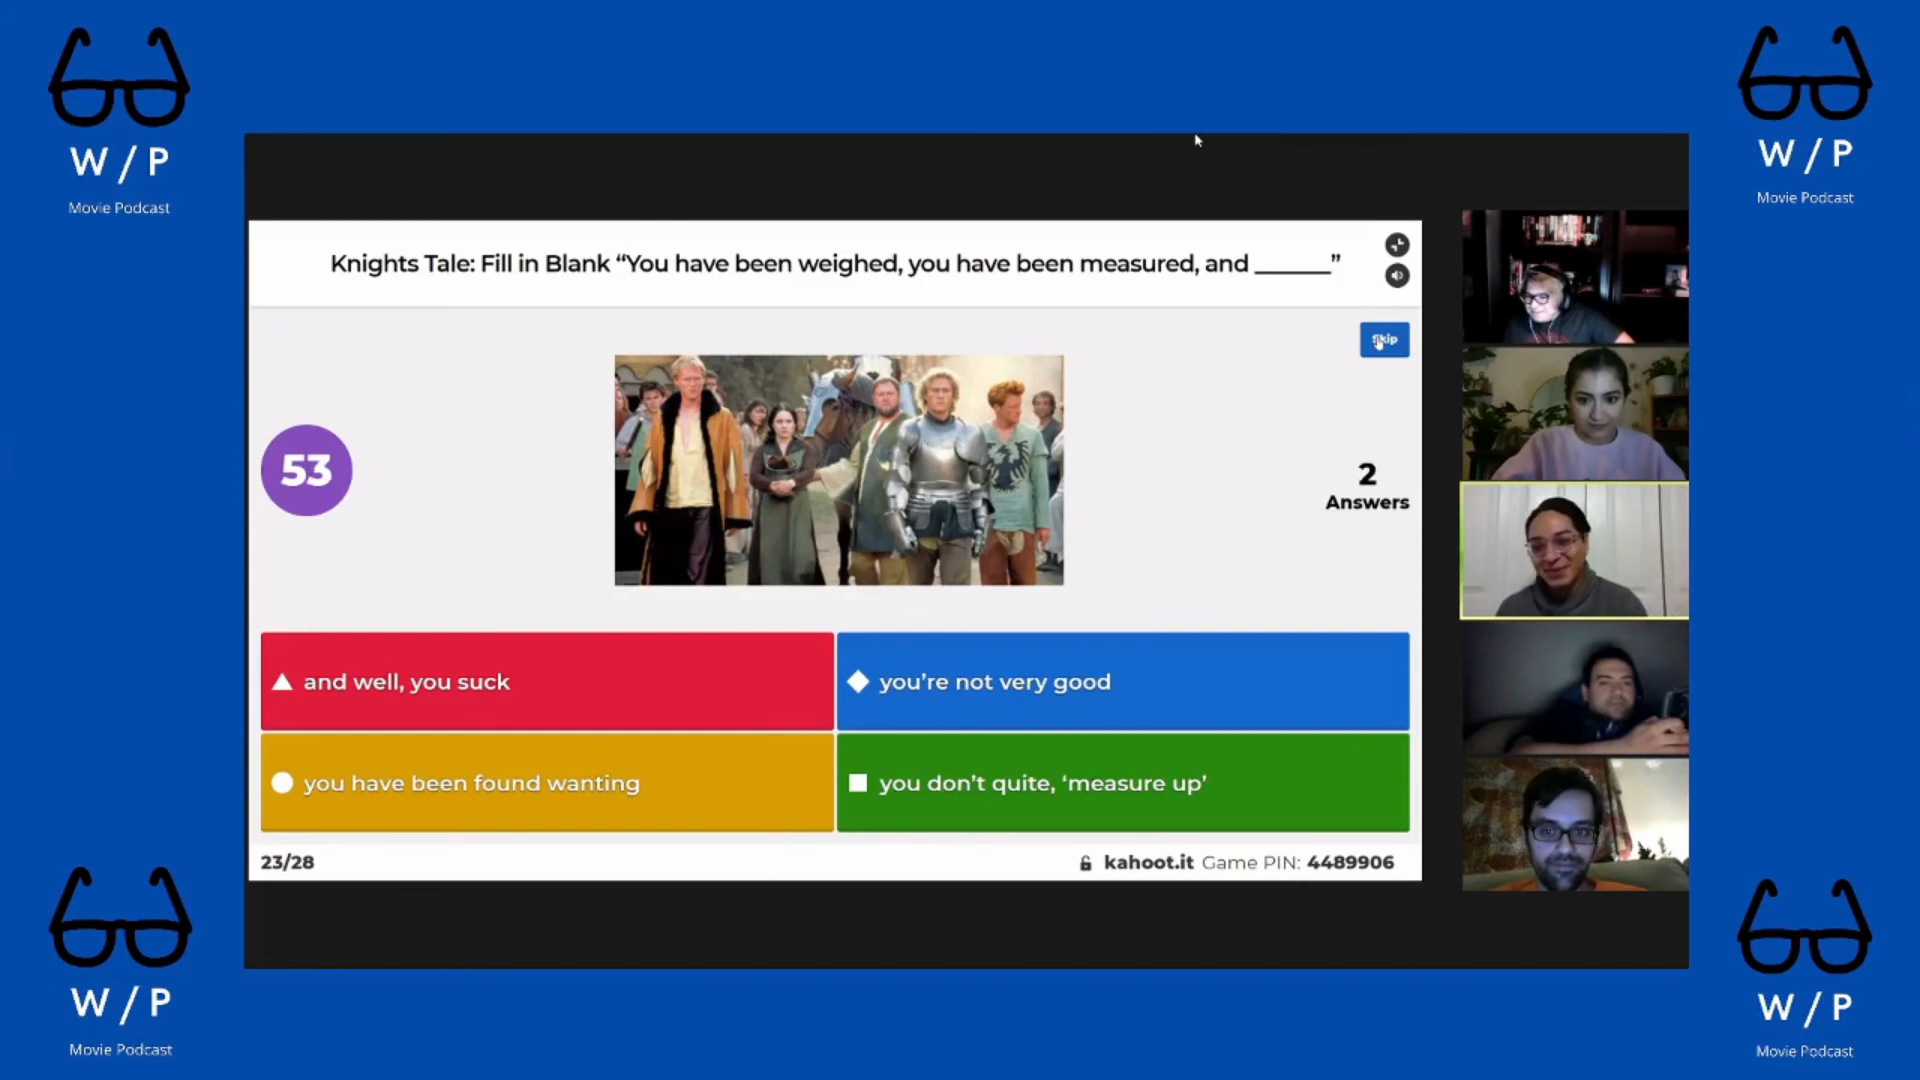 W / P
Movie Podcast
W / P
Movie Podcast
Knights Tale: Fill in Blank “You have been weighed, you have been measured, and ______”
Skip
53
2
Answers
and well, you suck
you’re not very good
you have been found wanting
you don’t quite, ‘measure up’
23/28
kahoot.it Game PIN: 4489906
W / P
Movie Podcast
W / P
Movie Podcast